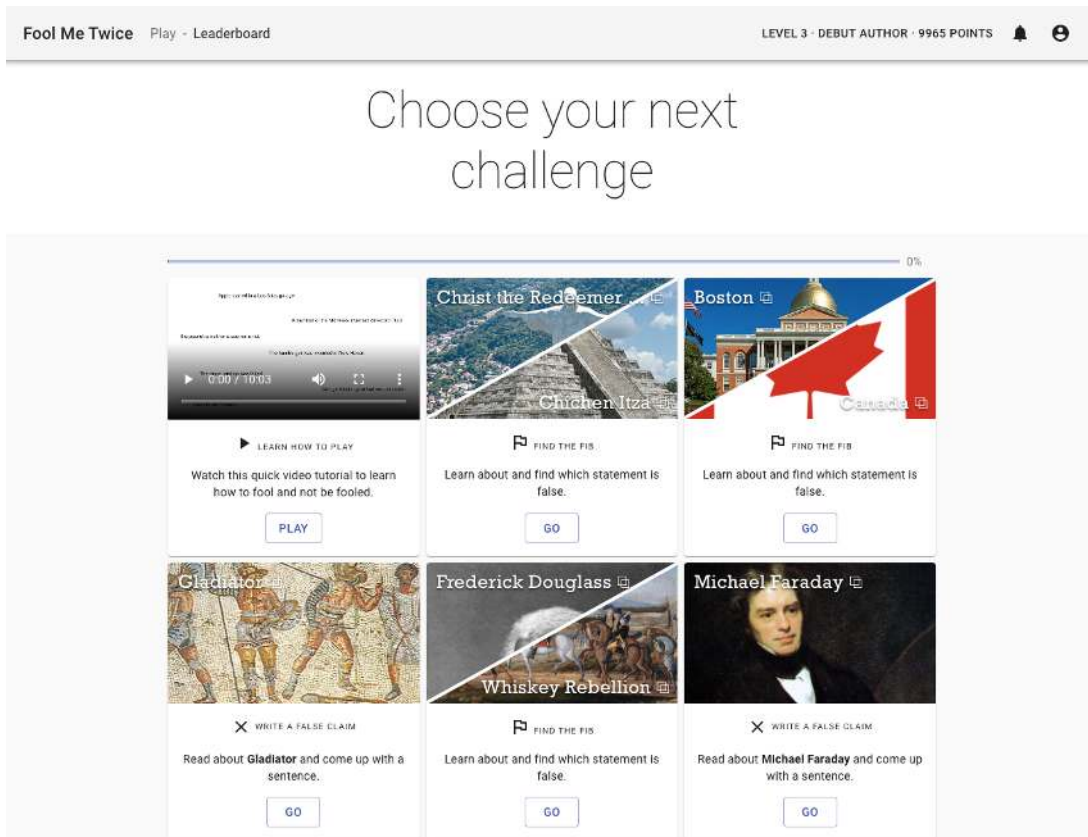 Fool Me Twice Play - Leaderboard LEVEL 3 · DEBUT AUTHOR · 9965 POINTS
Choose your next
challenge
0%
0:00 / 10:03
LEARN HOW TO PLAY
Watch this quick video tutorial to learn
how to fool and not be fooled.
PLAY
Christ the Redeemer ...
Chichen Itza
FIND THE FIB
Learn about and find which statement is
false.
GO
Boston
Canada
FIND THE FIB
Learn about and find which statement is
false.
GO
Gladiator
WRITE A FALSE CLAIM
Read about Gladiator and come up with a
sentence.
GO
Frederick Douglass
Whiskey Rebellion
FIND THE FIB
Learn about and find which statement is
false.
GO
Michael Faraday
WRITE A FALSE CLAIM
Read about Michael Faraday and come up
with a sentence.
GO